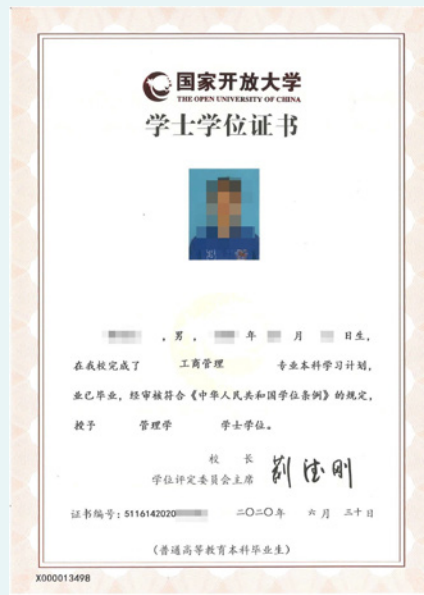 国家开放大学
THE OPEN UNIVERSITY OF CHINA
学士学位证书
，男，年 月 日生，
在我校完成了 工商管理 专业本科学习计划，
业已毕业，经审核符合《中华人民共和国学位条例》的规定，
授予 管理学 学士学位。
校 长
学位评定委员会主席 荆德刚
证书编号：5116142020 二〇二〇年 六月 三十日
（普通高等教育本科毕业生）
X00001349B